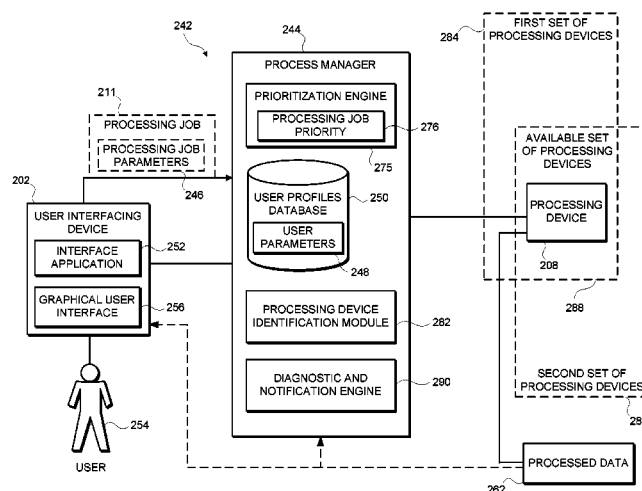 242
244
PROCESS MANAGER
PRIORITIZATION ENGINE
PROCESSING JOB
PRIORITY
276
275
211
PROCESSING JOB
PROCESSING JOB
PARAMETERS
246
202
USER INTERFACING
DEVICE
INTERFACE
APPLICATION
252
GRAPHICAL USER
INTERFACE
256
254
USER
USER PROFILES
DATABASE
250
USER
PARAMETERS
248
PROCESSING DEVICE
IDENTIFICATION MODULE
282
DIAGNOSTIC AND
NOTIFICATION ENGINE
290
FIRST SET OF
PROCESSING DEVICES
284
AVAILABLE SET
OF PROCESSING
DEVICES
PROCESSING
DEVICE
208
288
SECOND SET OF
PROCESSING DEVICES
PROCESSED DATA
262